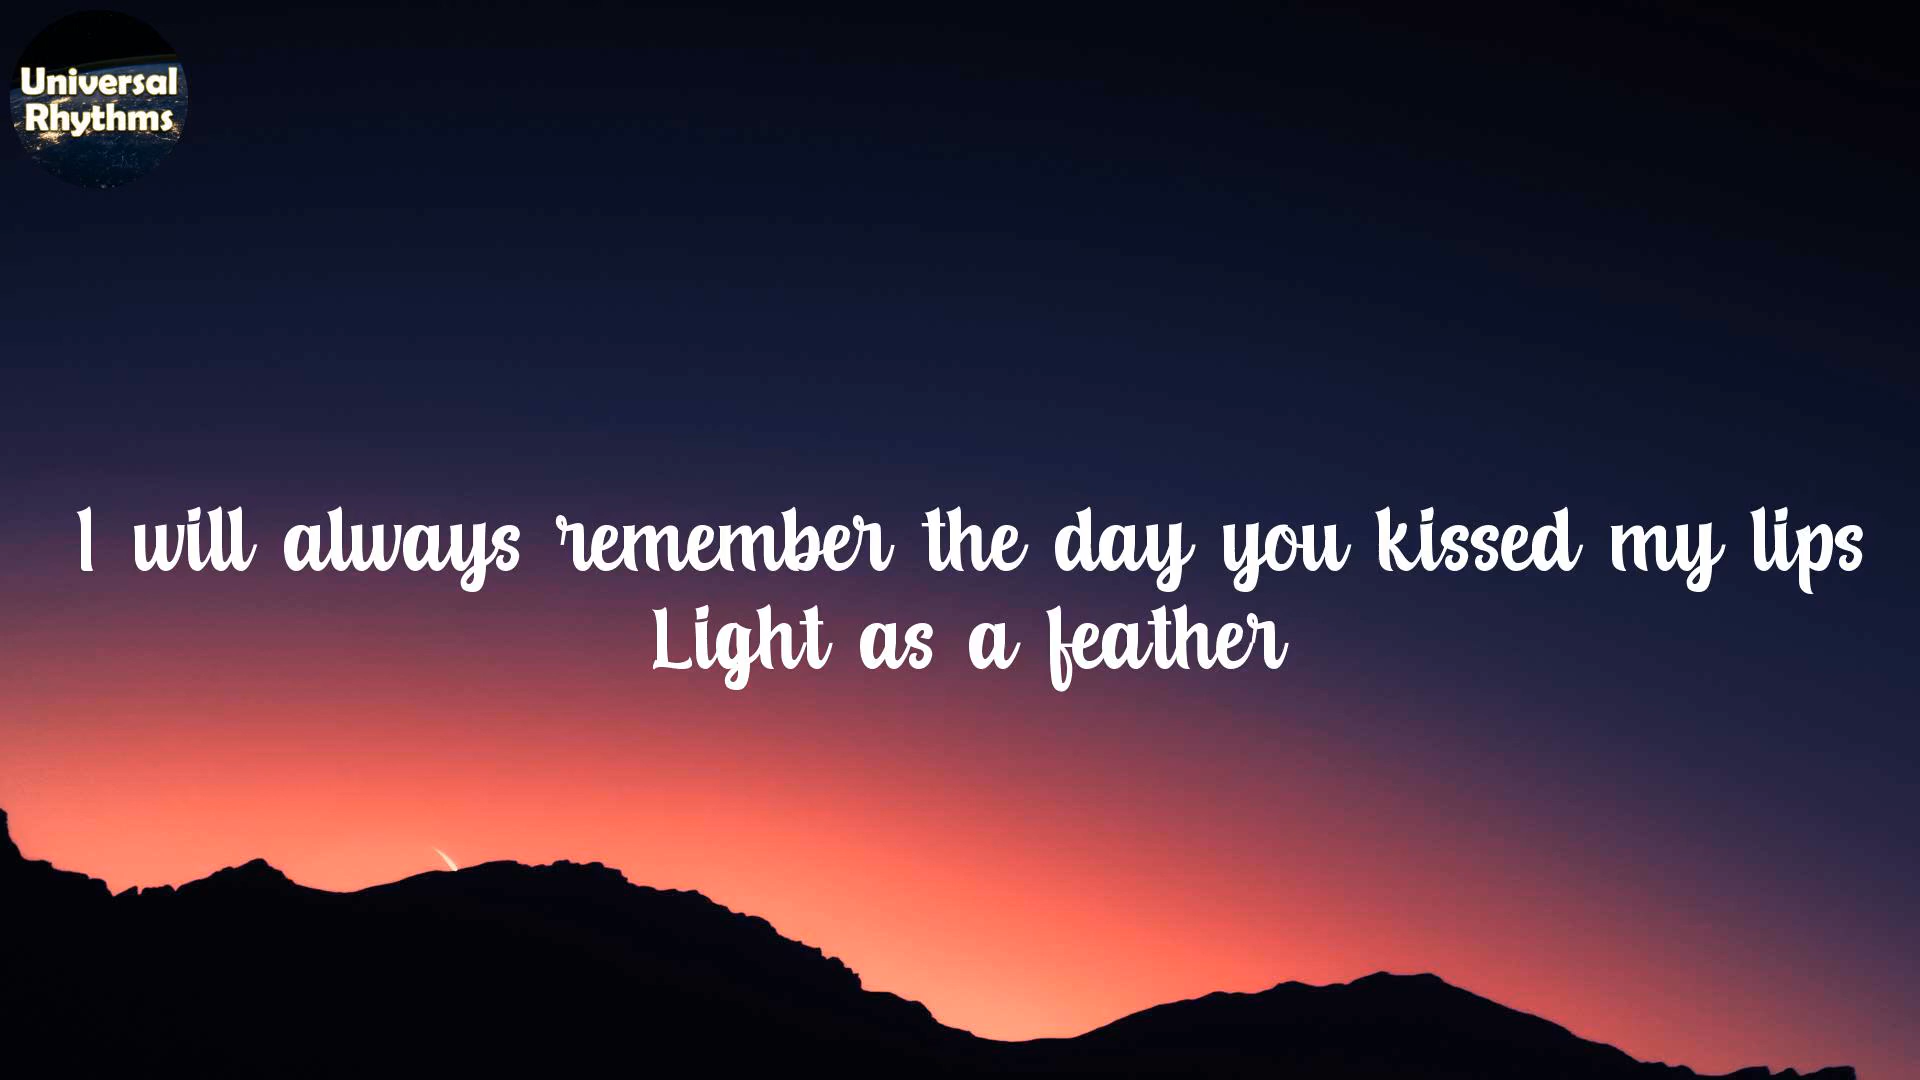 Universal
Rhythms
I will always remember the day you kissed my lips
Light as a feather